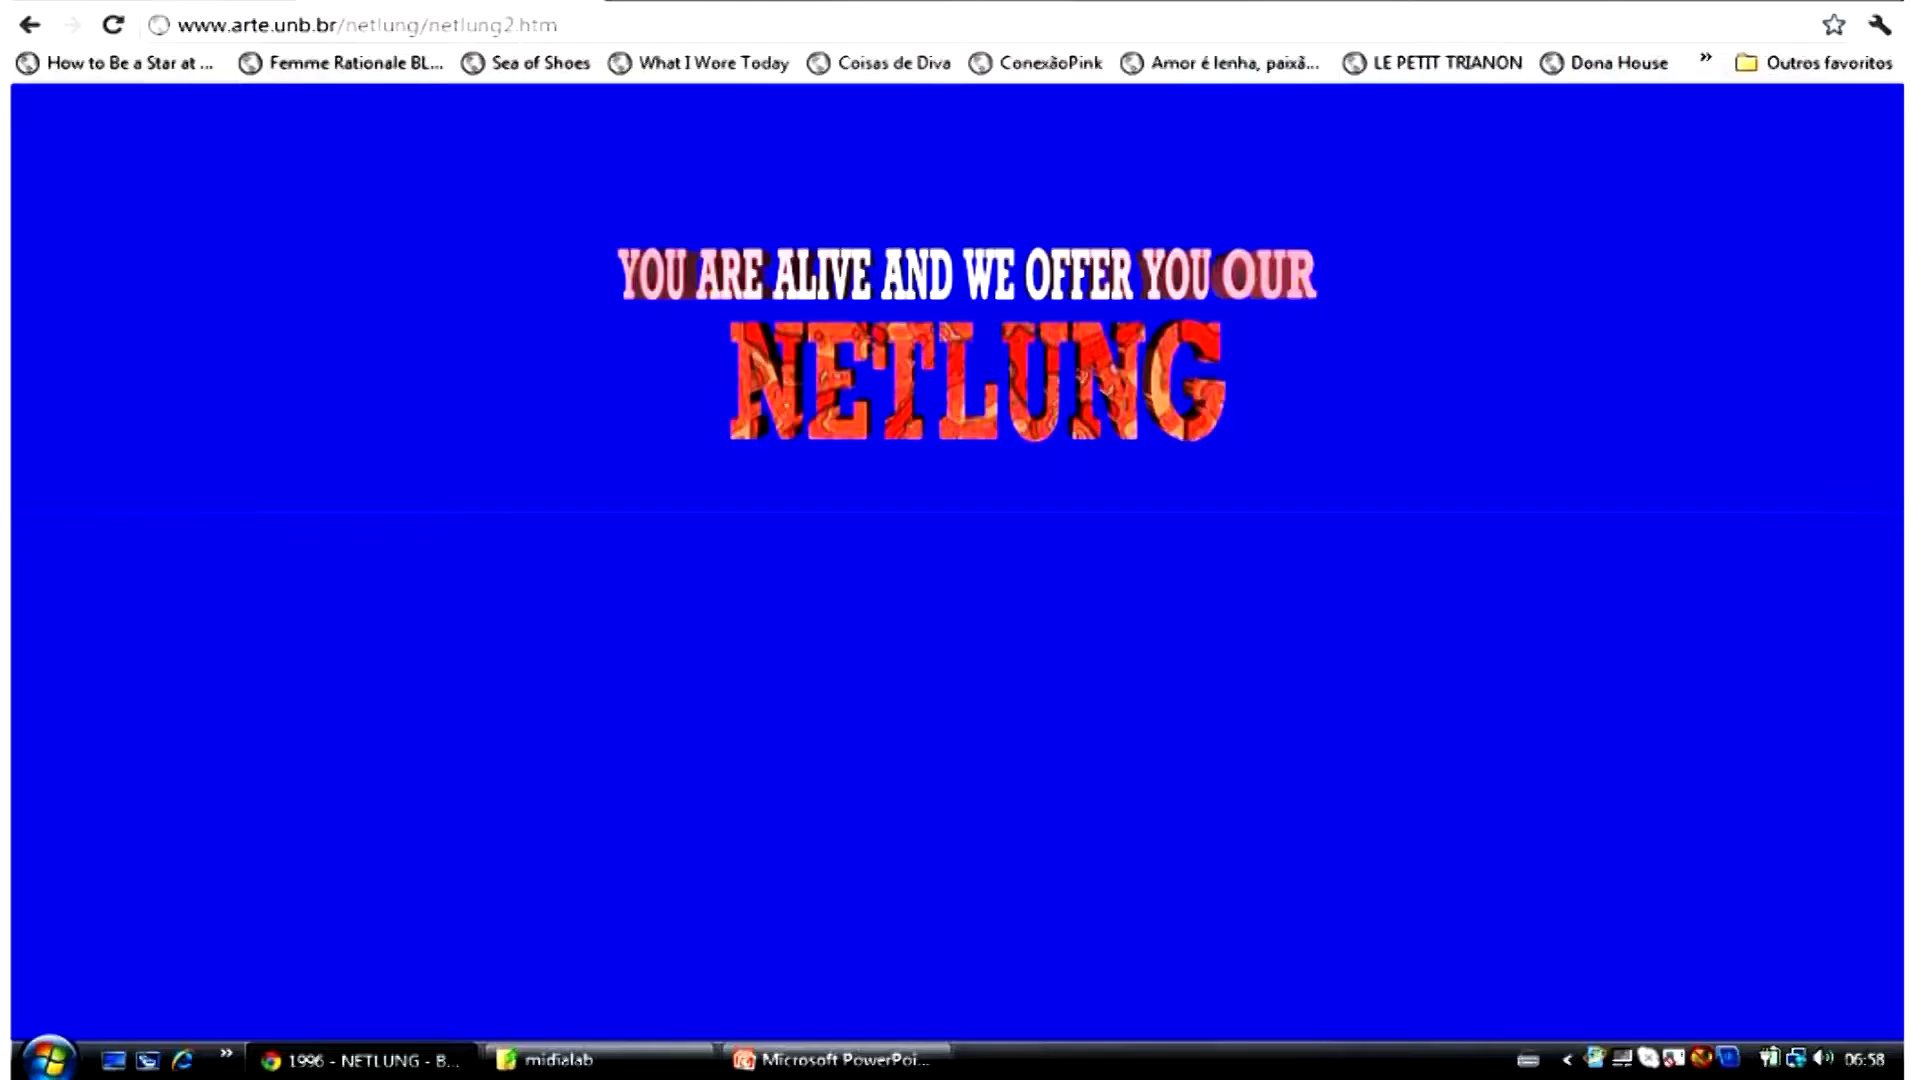 www.arte.unb.br/netlung/netlung2.htm
How to Be a Star at ... Femme Rationale BL... Sea of Shoes What I Wore Today Coisas de Diva ConexãoPink Amor é lenha, paixã... LE PETIT TRIANON Dona House » Outros favoritos
YOU ARE ALIVE AND WE OFFER YOU OUR
NETLUNG
» 1996 - NETLUNG - B... midialab Microsoft PowerPoi... < 06:58